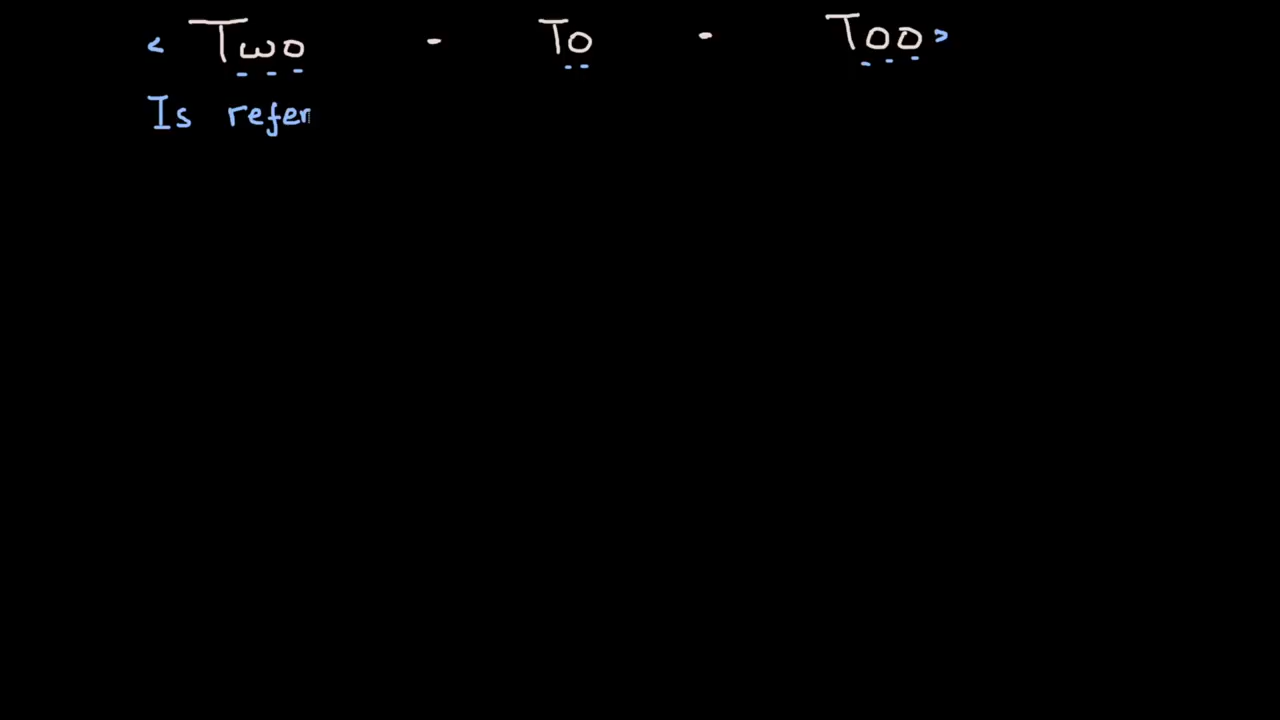 < Two - To - Too >
Is refer